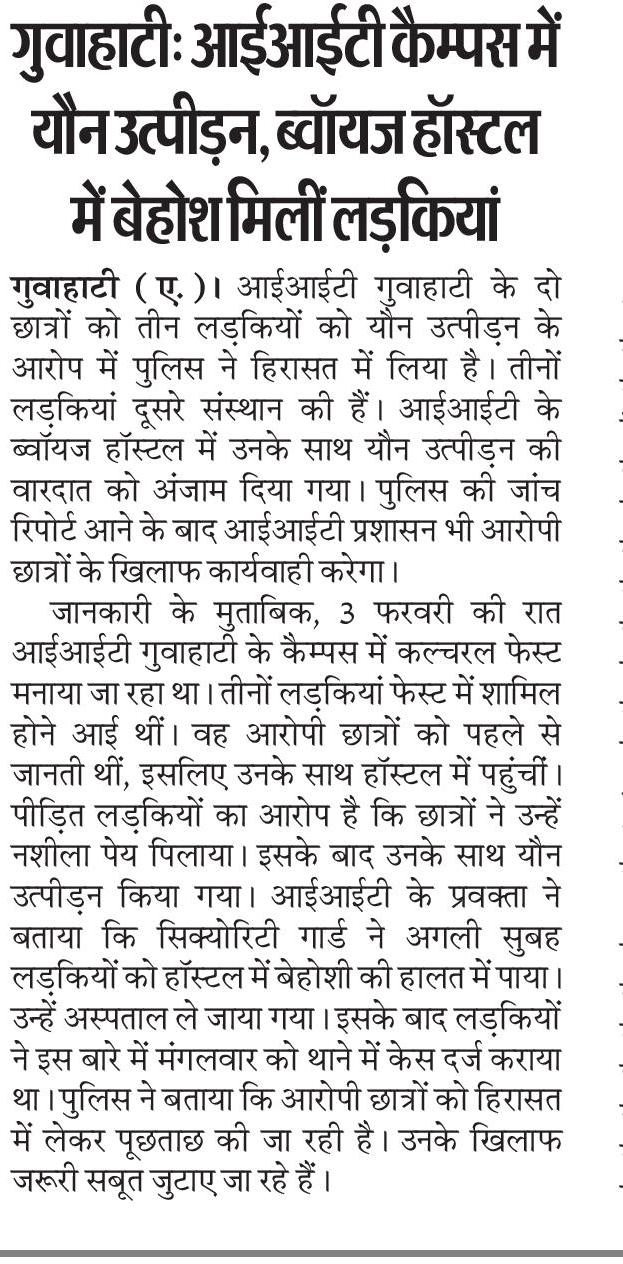 गुवाहाटी: आईआईटी कैम्पस में
यौन उत्पीड़न, ब्वॉयज हॉस्टल
में बेहोश मिलीं लड़कियां
गुवाहाटी ( ए. )। आईआईटी गुवाहाटी के दो
छात्रों को तीन लड़कियों को यौन उत्पीड़न के
आरोप में पुलिस ने हिरासत में लिया है। तीनों
लड़कियां दूसरे संस्थान की हैं। आईआईटी के
ब्वॉयज हॉस्टल में उनके साथ यौन उत्पीड़न की
वारदात को अंजाम दिया गया। पुलिस की जांच
रिपोर्ट आने के बाद आईआईटी प्रशासन भी आरोपी
छात्रों के खिलाफ कार्यवाही करेगा।
जानकारी के मुताबिक, 3 फरवरी की रात
आईआईटी गुवाहाटी के कैम्पस में कल्चरल फेस्ट
मनाया जा रहा था। तीनों लड़कियां फेस्ट में शामिल
होने आई थीं। वह आरोपी छात्रों को पहले से
जानती थीं, इसलिए उनके साथ हॉस्टल में पहुंचीं।
पीड़ित लड़कियों का आरोप है कि छात्रों ने उन्हें
नशीला पेय पिलाया। इसके बाद उनके साथ यौन
उत्पीड़न किया गया। आईआईटी के प्रवक्ता ने
बताया कि सिक्योरिटी गार्ड ने अगली सुबह
लड़कियों को हॉस्टल में बेहोशी की हालत में पाया।
उन्हें अस्पताल ले जाया गया। इसके बाद लड़कियों
ने इस बारे में मंगलवार को थाने में केस दर्ज कराया
था। पुलिस ने बताया कि आरोपी छात्रों को हिरासत
में लेकर पूछताछ की जा रही है। उनके खिलाफ
जरूरी सबूत जुटाए जा रहे हैं।